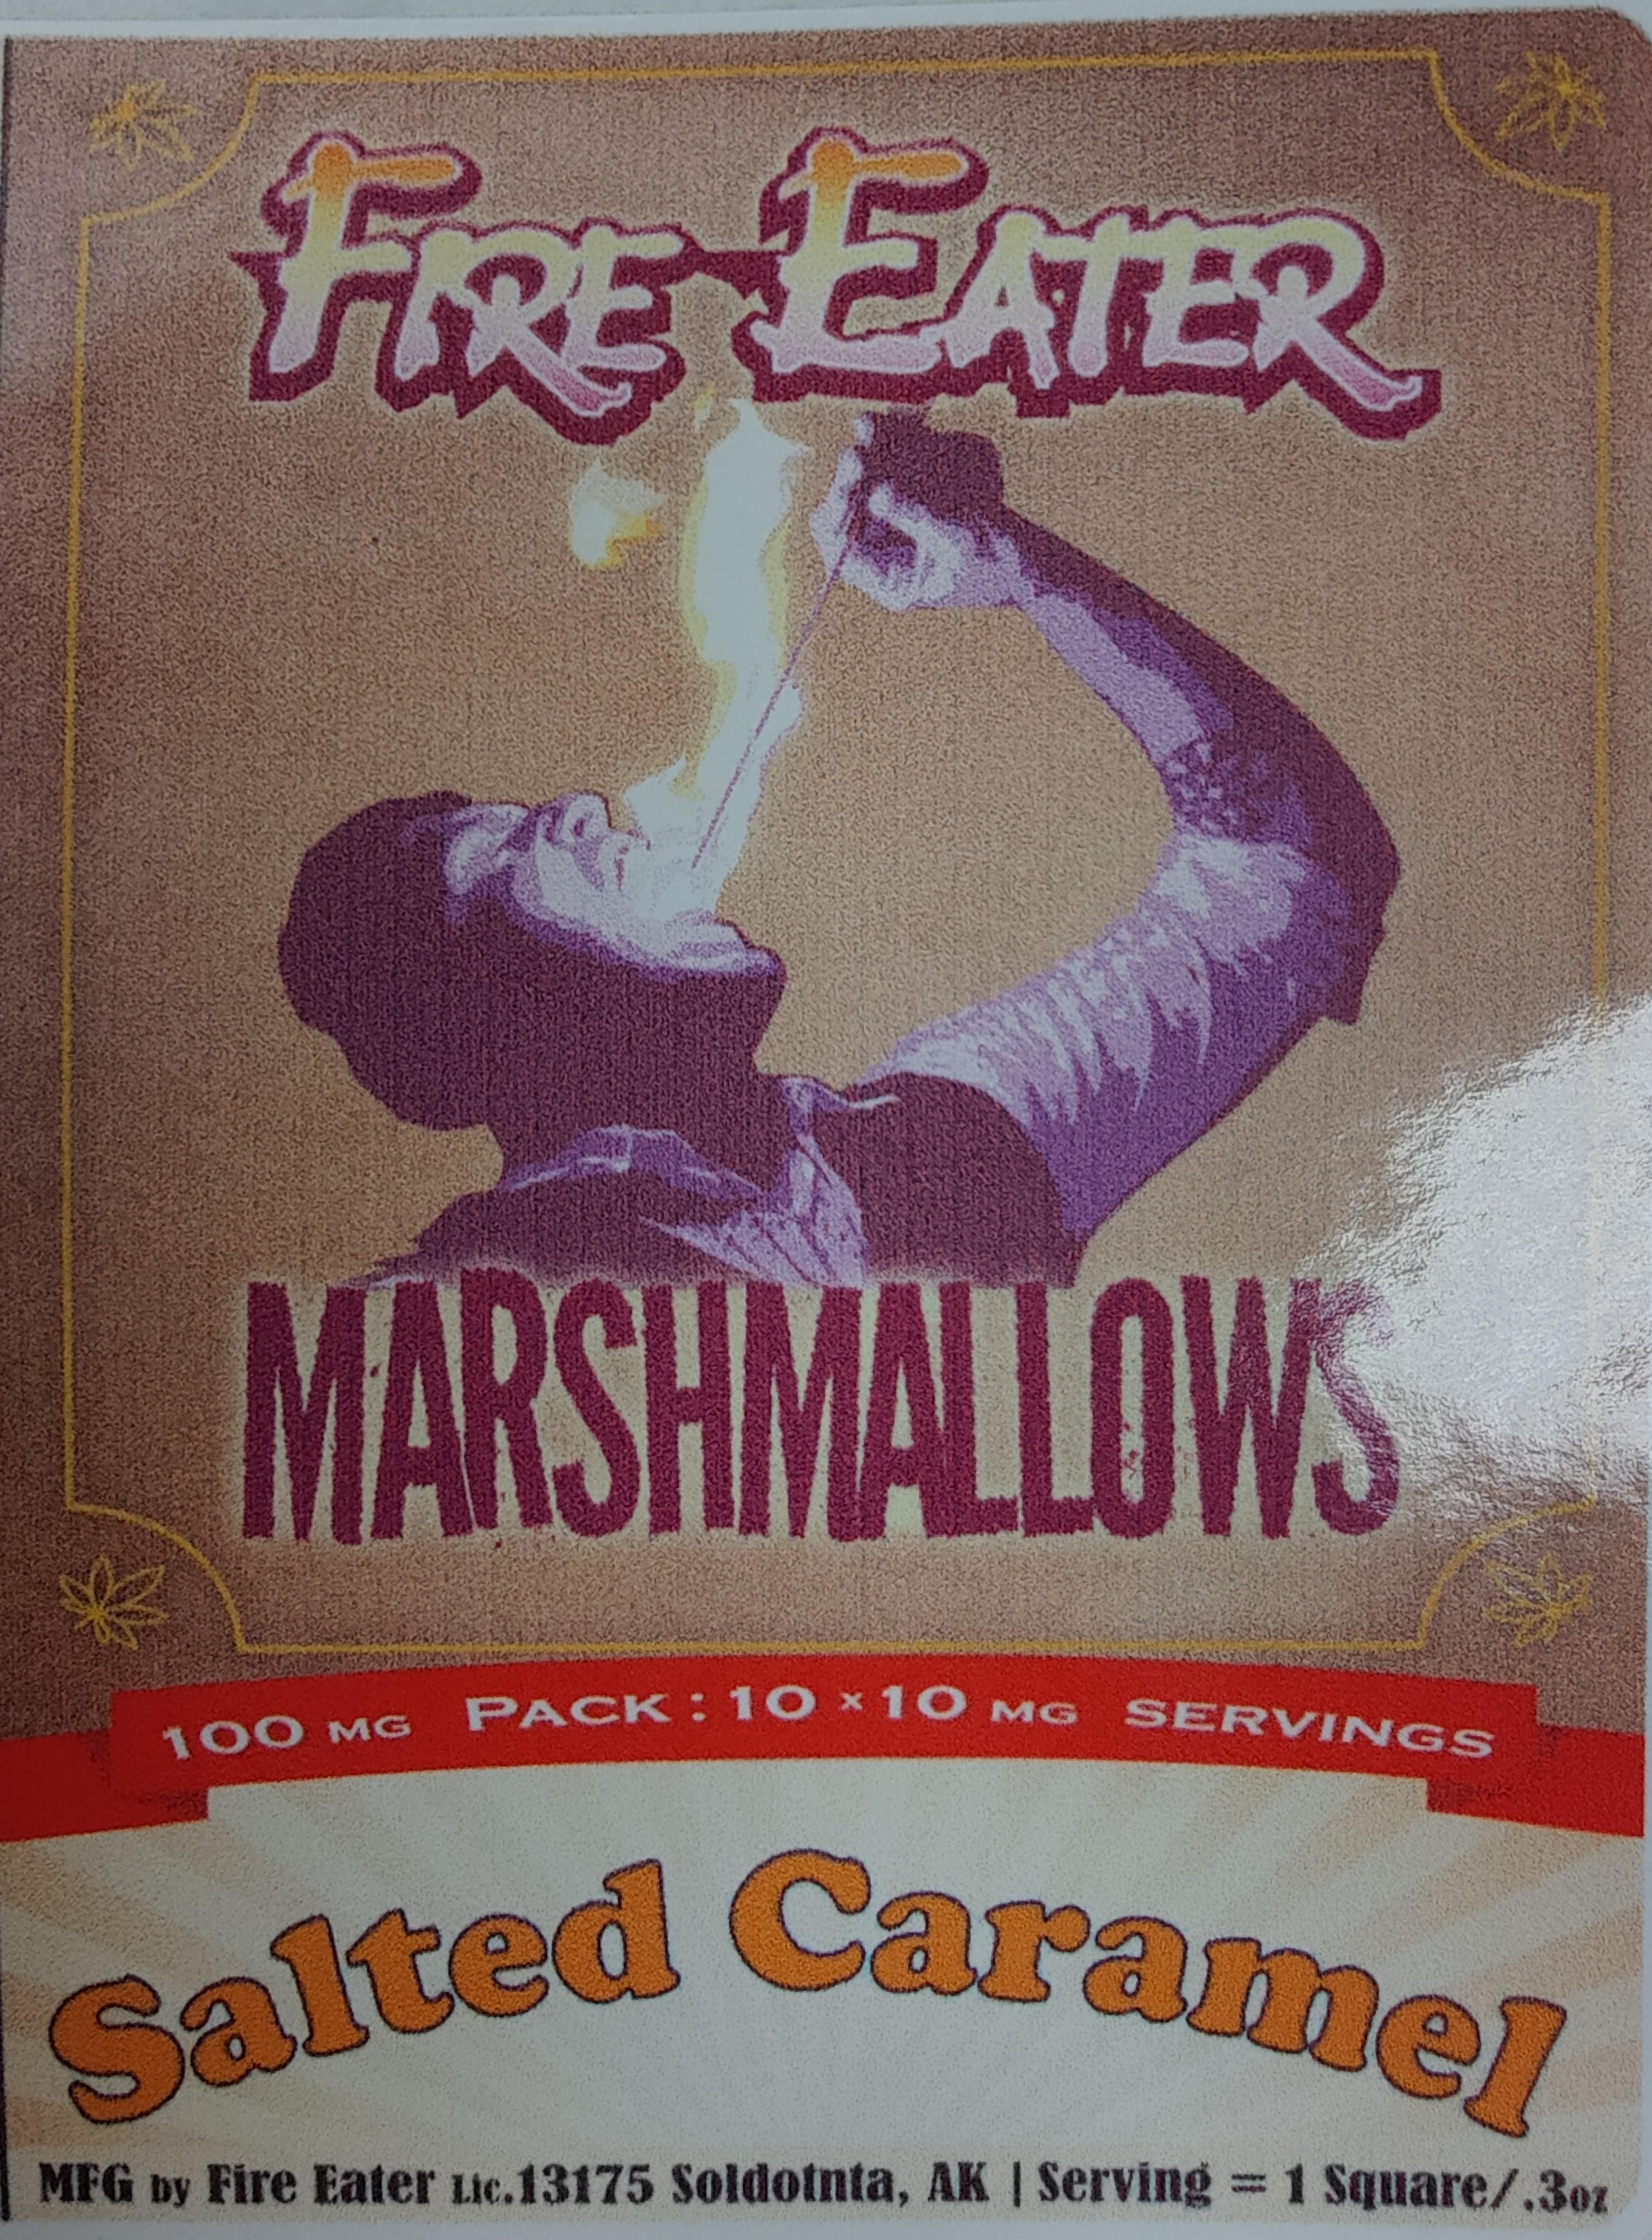 FIRE EATER
MARSHMALLOWS
100 MG PACK: 10 x 10 MG SERVINGS
Salted Caramel
MFG by Fire Eater Lic.13175 Soldotnta, AK | Serving = 1 Square/.3oz